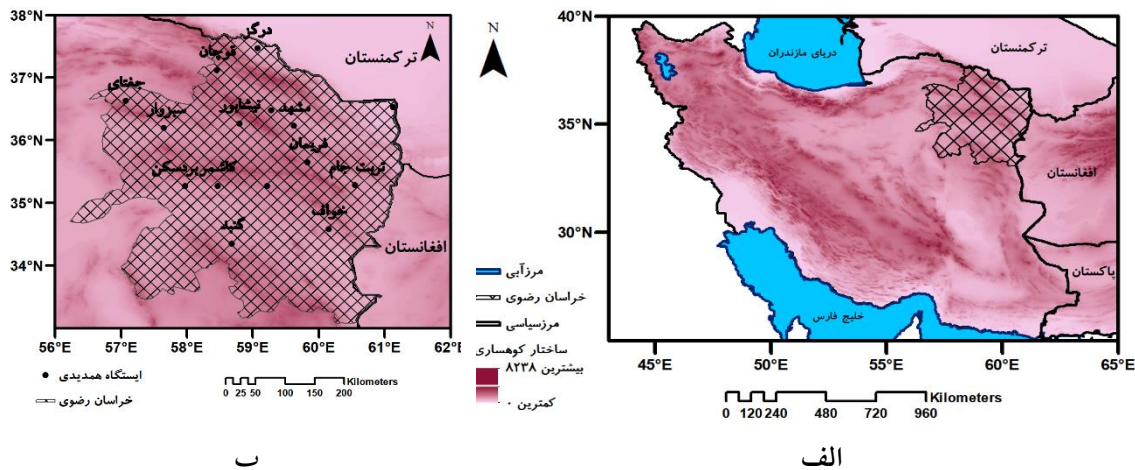 N
درگز
قوچان
ترکمنستان
جغتای
سبزوار
نیشابور
مشهد
فریمان
کاشمر
بردسکن
تربت جام
خواف
گنبد
افغانستان
38°N
37°N
36°N
35°N
34°N
56°E
57°E
58°E
59°E
60°E
61°E
62°E
ایستگاه همدیدی
خراسان رضوی
Kilometers
0 25 50 100 150 200
ب
N
دریای مازندران
ترکمنستان
افغانستان
پاکستان
خلیج فارس
40°N
35°N
30°N
45°E
50°E
55°E
60°E
65°E
مرزآبی
خراسان رضوی
مرزسیاسی
ساختار کوهساری
بیشترین ۸۲۳۸
کمترین ۰
Kilometers
0 120 240 480 720 960
الف